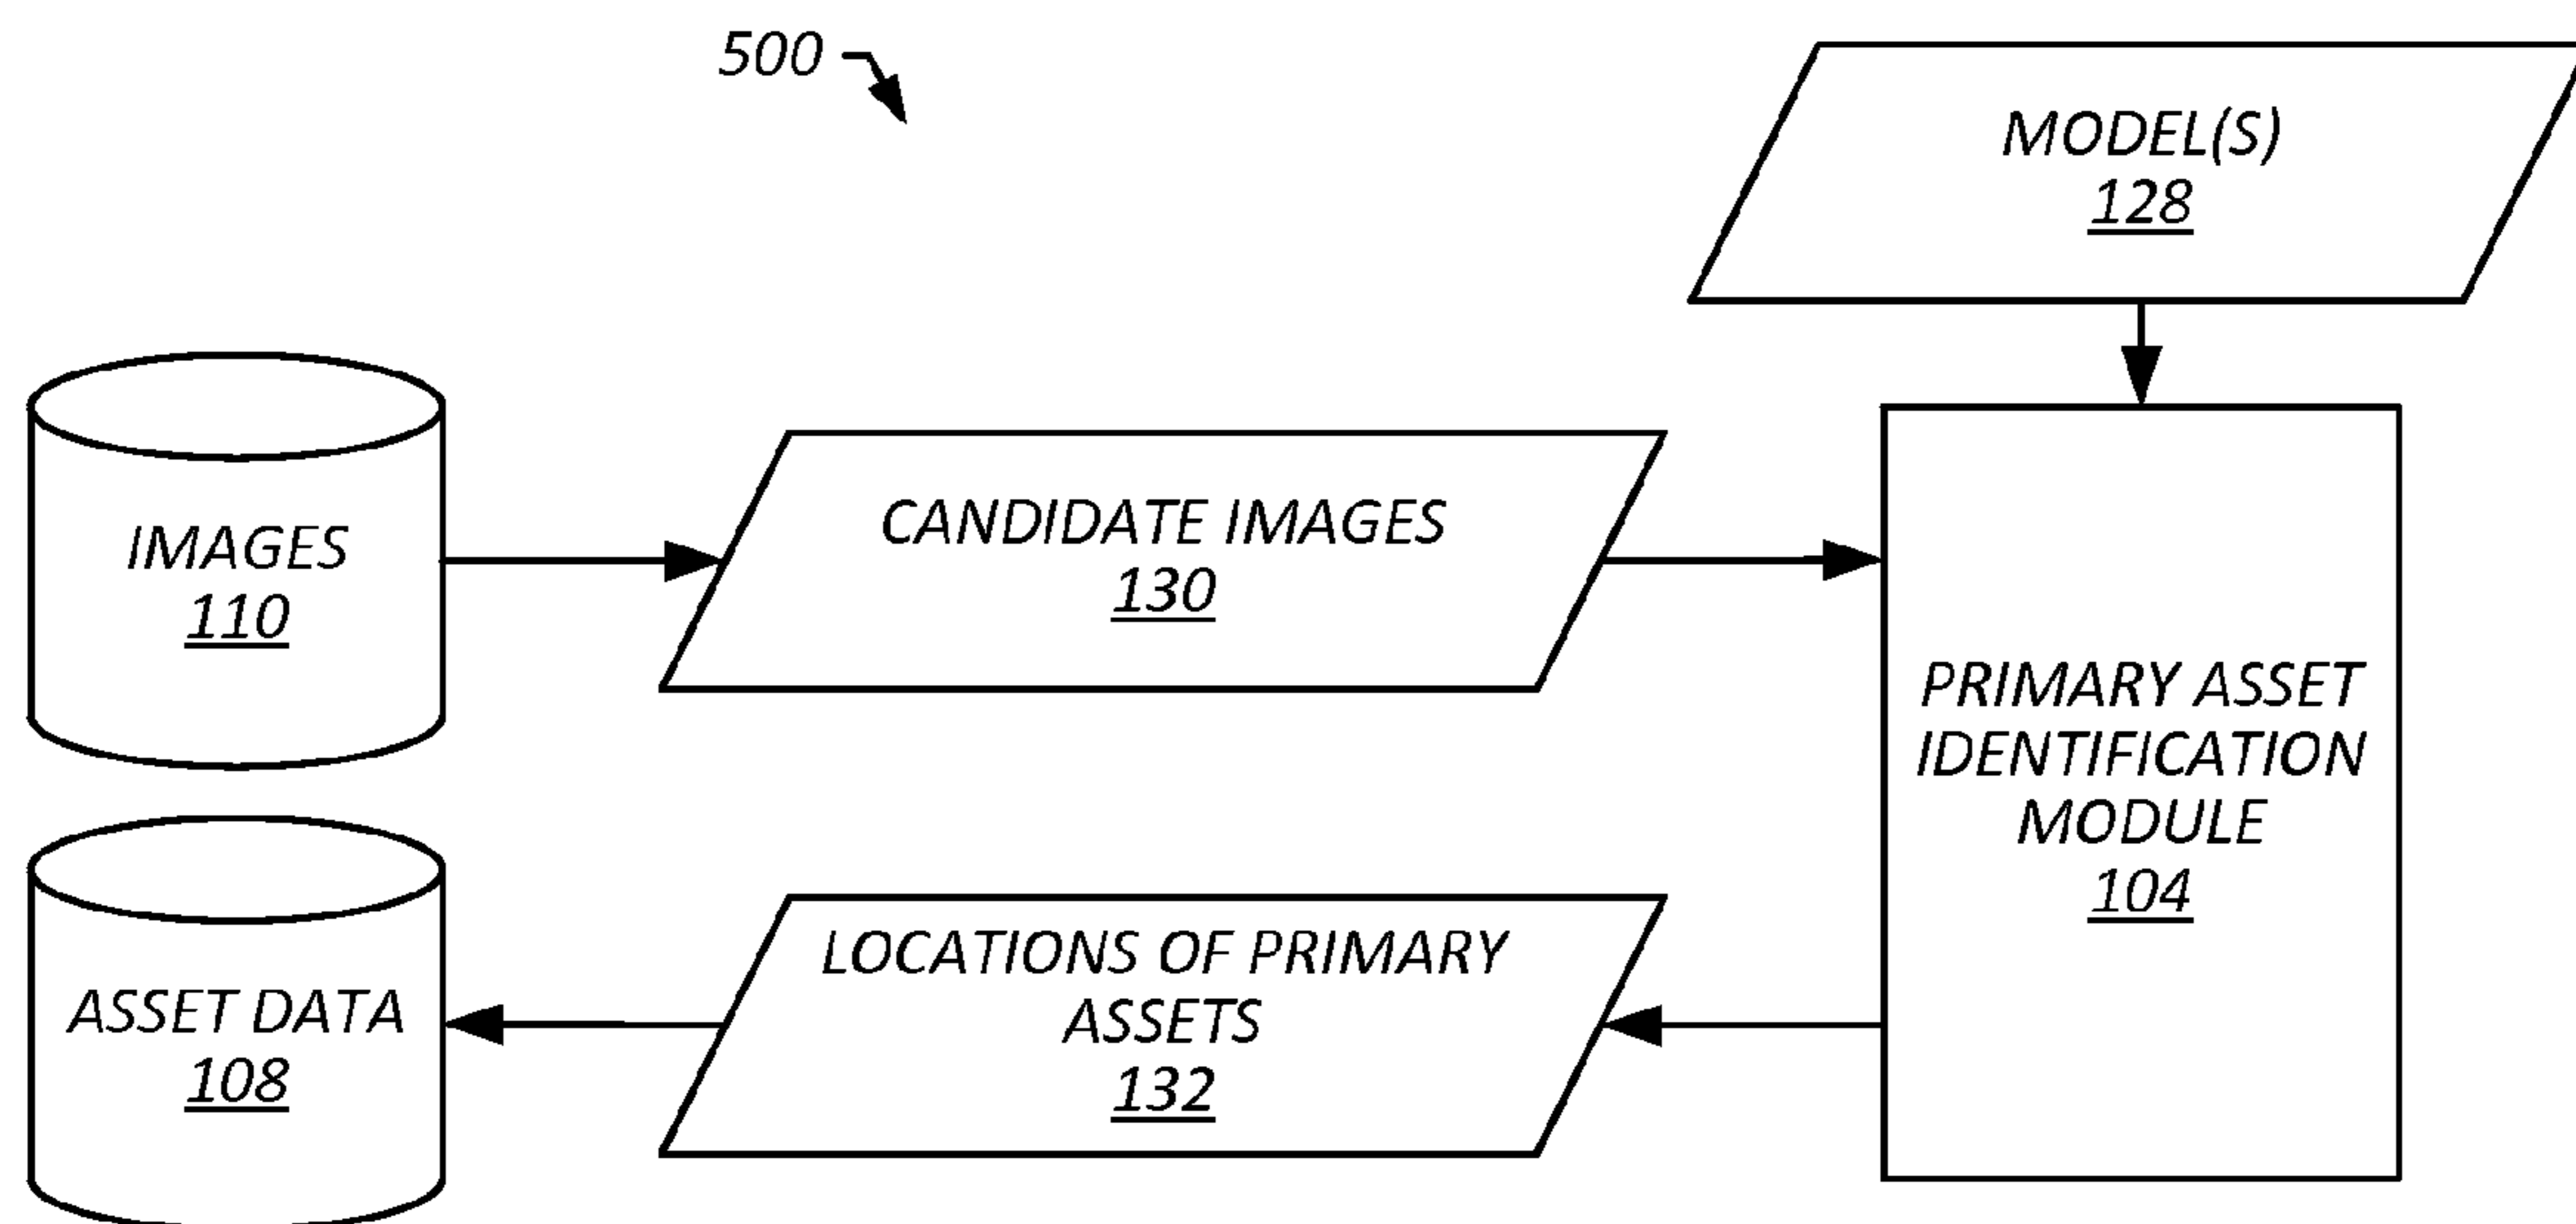 500
MODEL(S)
128
IMAGES
110
CANDIDATE IMAGES
130
PRIMARY ASSET
IDENTIFICATION
MODULE
104
LOCATIONS OF PRIMARY
ASSETS
132
ASSET DATA
108